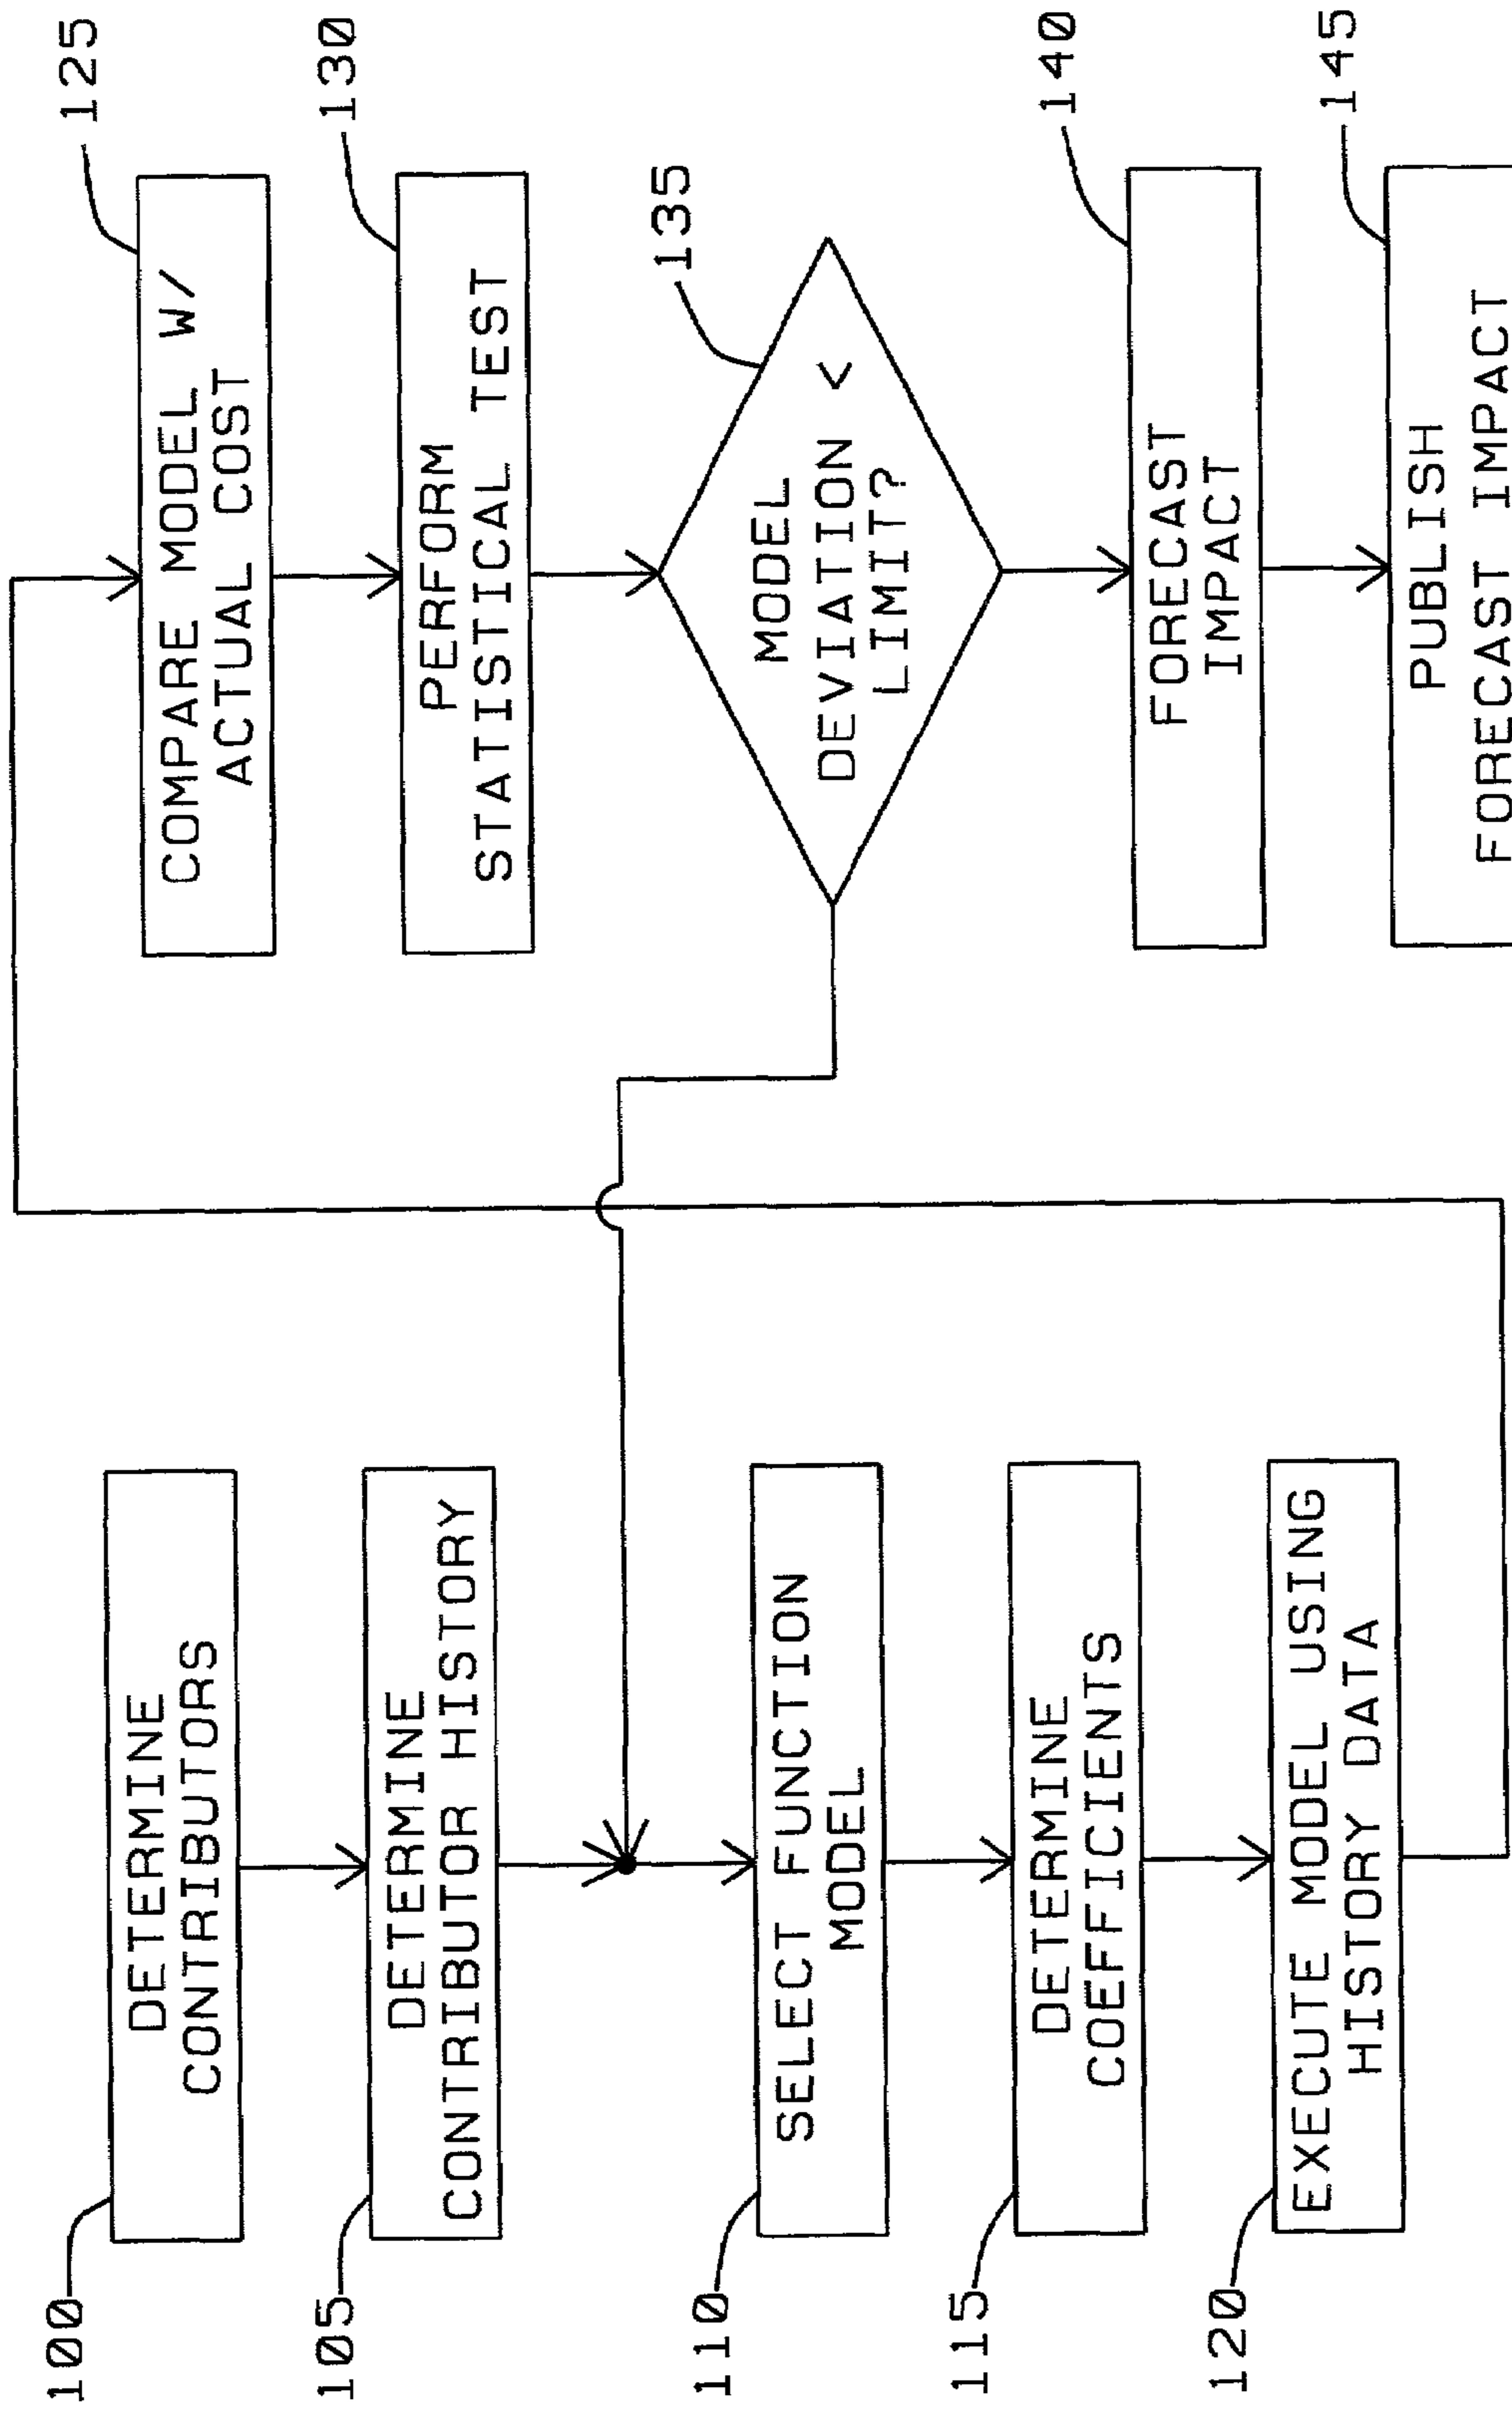 100
DETERMINE
CONTRIBUTORS
105
DETERMINE
CONTRIBUTOR HISTORY
110
SELECT FUNCTION
MODEL
115
DETERMINE
COEFFICIENTS
120
EXECUTE MODEL USING
HISTORY DATA
125
COMPARE MODEL W/
ACTUAL COST
130
PERFORM
STATISTICAL TEST
135
MODEL
DEVIATION <
LIMIT?
140
FORECAST
IMPACT
145
PUBLISH
FORECAST IMPACT